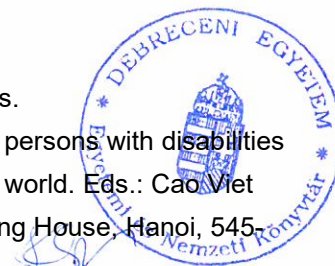 s.
persons with disabilities
world. Eds.: Cao Viet
ng House, Hanoi, 545-
* DEBRECENI EGYETEM *
Egyetemi és Nemzeti Könyvtár